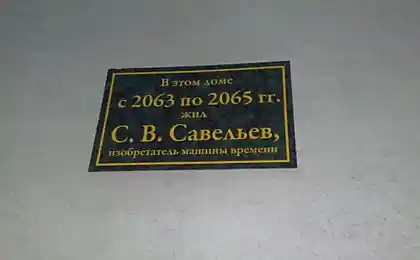 В этом доме
с 2063 по 2065 гг.
жил
С. В. Савельев,
изобретатель машины времени